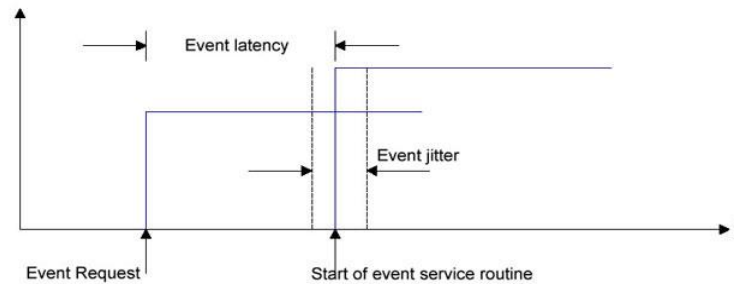 Event latency
Event jitter
Event Request
Start of event service routine